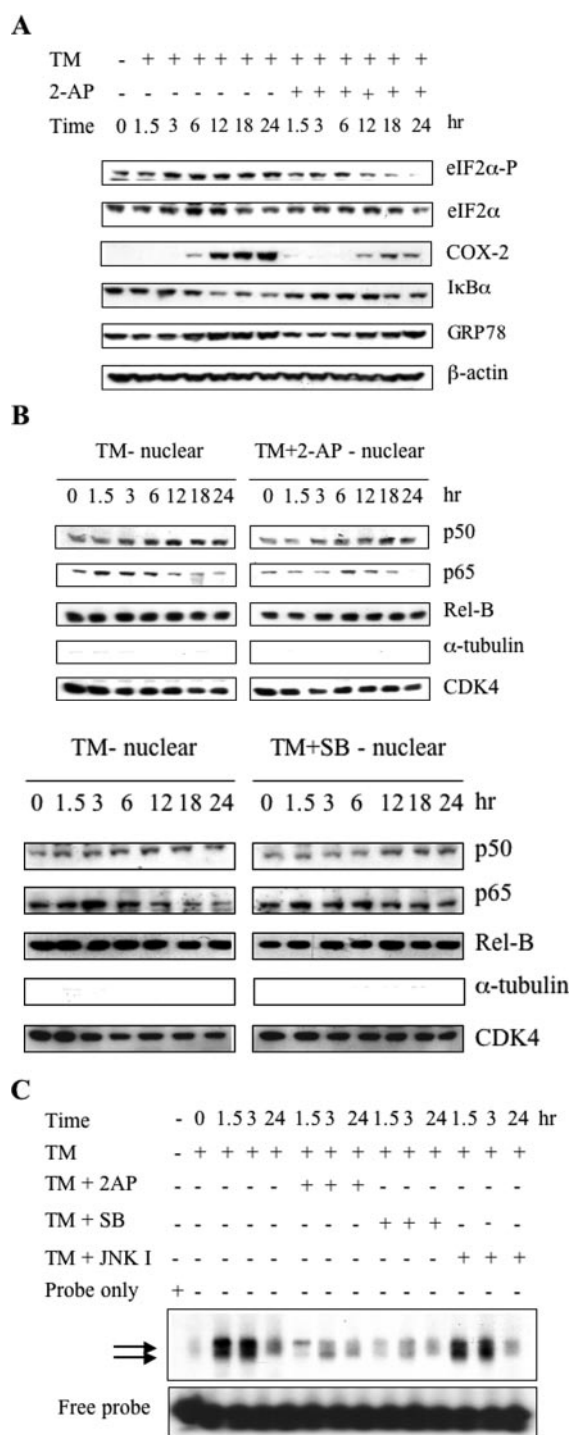 A
TM - + + + + + + + + + + + +
2-AP - - - - - - - + + + + + +
Time 0 1.5 3 6 12 18 24 1.5 3 6 12 18 24 hr
eIF2α-P
eIF2α
COX-2
IκBα
GRP78
β-actin
B
TM- nuclear TM+2-AP - nuclear
0 1.5 3 6 12 18 24 0 1.5 3 6 12 18 24 hr
p50
p65
Rel-B
α-tubulin
CDK4
TM- nuclear TM+SB - nuclear
0 1.5 3 6 12 18 24 0 1.5 3 6 12 18 24 hr
p50
p65
Rel-B
α-tubulin
CDK4
C
Time - 0 1.5 3 24 1.5 3 24 1.5 3 24 1.5 3 24 hr
TM - + + + + + + + + + + + + +
TM + 2AP - - - - - + + + - - - - - -
TM + SB - - - - - - - - + + + - - -
TM + JNK I - - - - - - - - - - - + + +
Probe only + - - - - - - - - - - - - -
Free probe